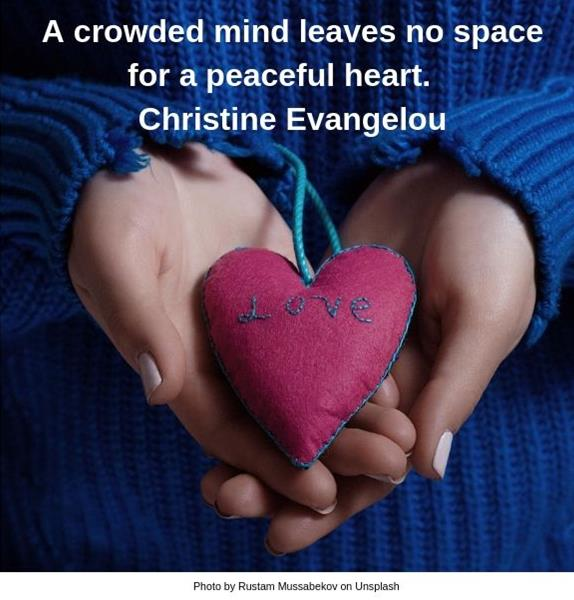 A crowded mind leaves no space
for a peaceful heart.
Christine Evangelou
Love
Photo by Rustam Mussabekov on Unsplash